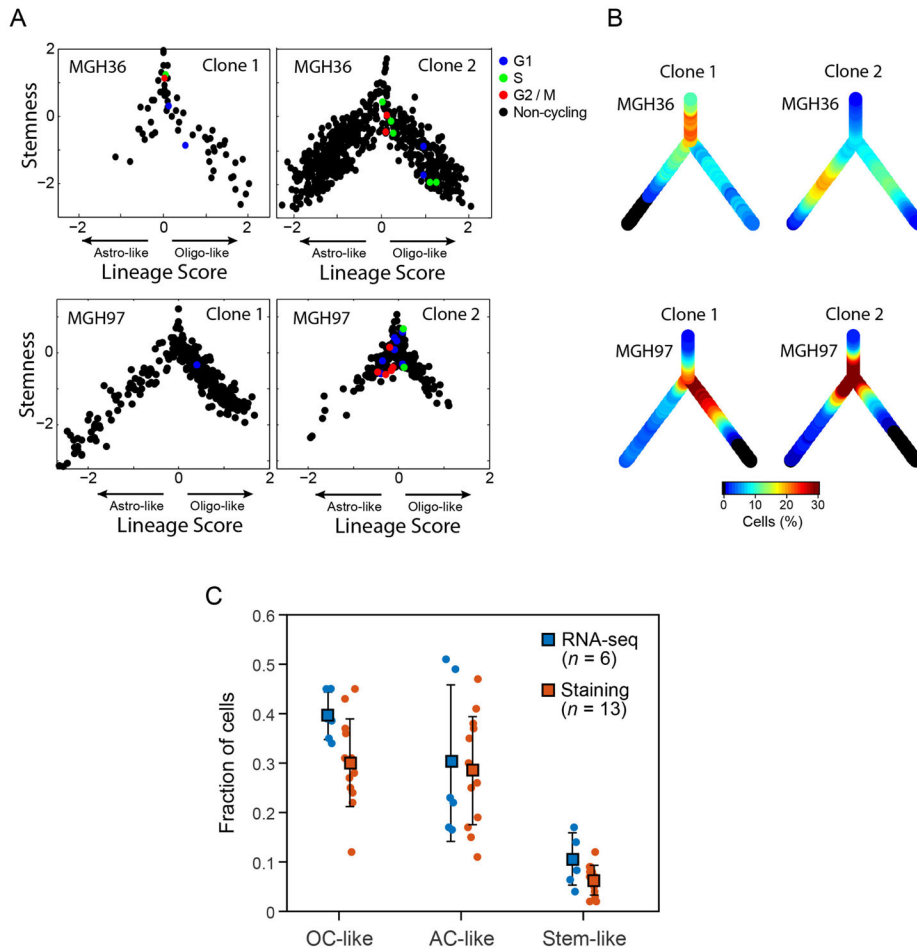 A
B
MGH36 Clone 1
MGH36 Clone 2
G1
S
G2 / M
Non-cycling
Stemness
2
0
−2
−2 0 2
−2 0 2
Astro-like Oligo-like
Lineage Score
Astro-like Oligo-like
Lineage Score
MGH97 Clone 1
MGH97 Clone 2
Stemness
0
−2
−2 0 2
−2 0 2
Astro-like Oligo-like
Lineage Score
Astro-like Oligo-like
Lineage Score
Clone 1
MGH36
Clone 2
MGH36
Clone 1
MGH97
Clone 2
MGH97
0 10 20 30
Cells (%)
C
Fraction of cells
0.6
0.5
0.4
0.3
0.2
0.1
0
RNA-seq
(n = 6)
Staining
(n = 13)
OC-like AC-like Stem-like